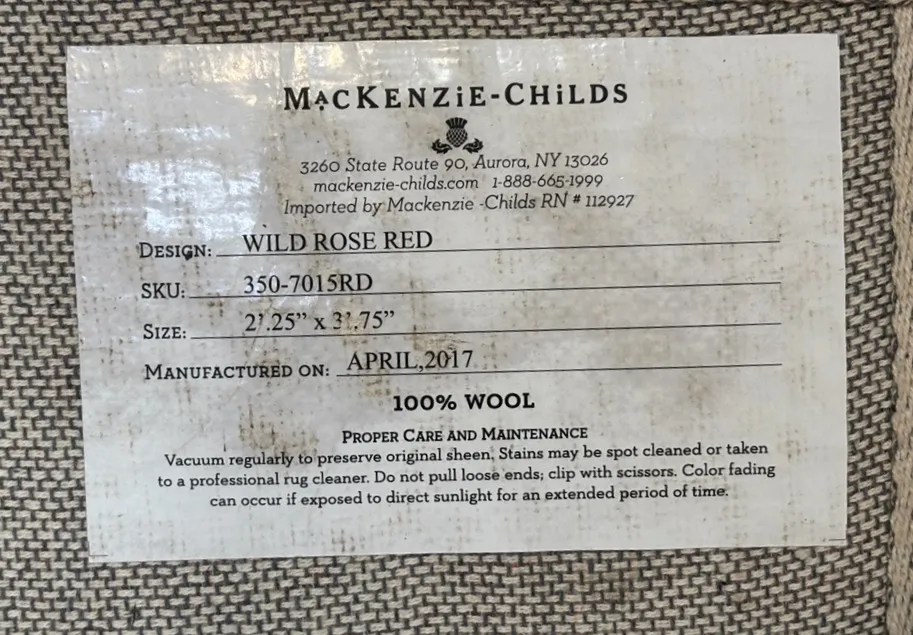 MACKENZiE-CHiLDS
3260 State Route 90, Aurora, NY 13026
mackenzie-childs.com 1-888-665-1999
Imported by Mackenzie -Childs RN # 112927
DESIGN: WILD ROSE RED
SKU: 350-7015RD
SIZE: 2'.25” x 3'.75”
MANUFACTURED ON: APRIL,2017
100% WOOL
PROPER CARE AND MAINTENANCE
Vacuum regularly to preserve original sheen. Stains may be spot cleaned or taken
to a professional rug cleaner. Do not pull loose ends; clip with scissors. Color fading
can occur if exposed to direct sunlight for an extended period of time.